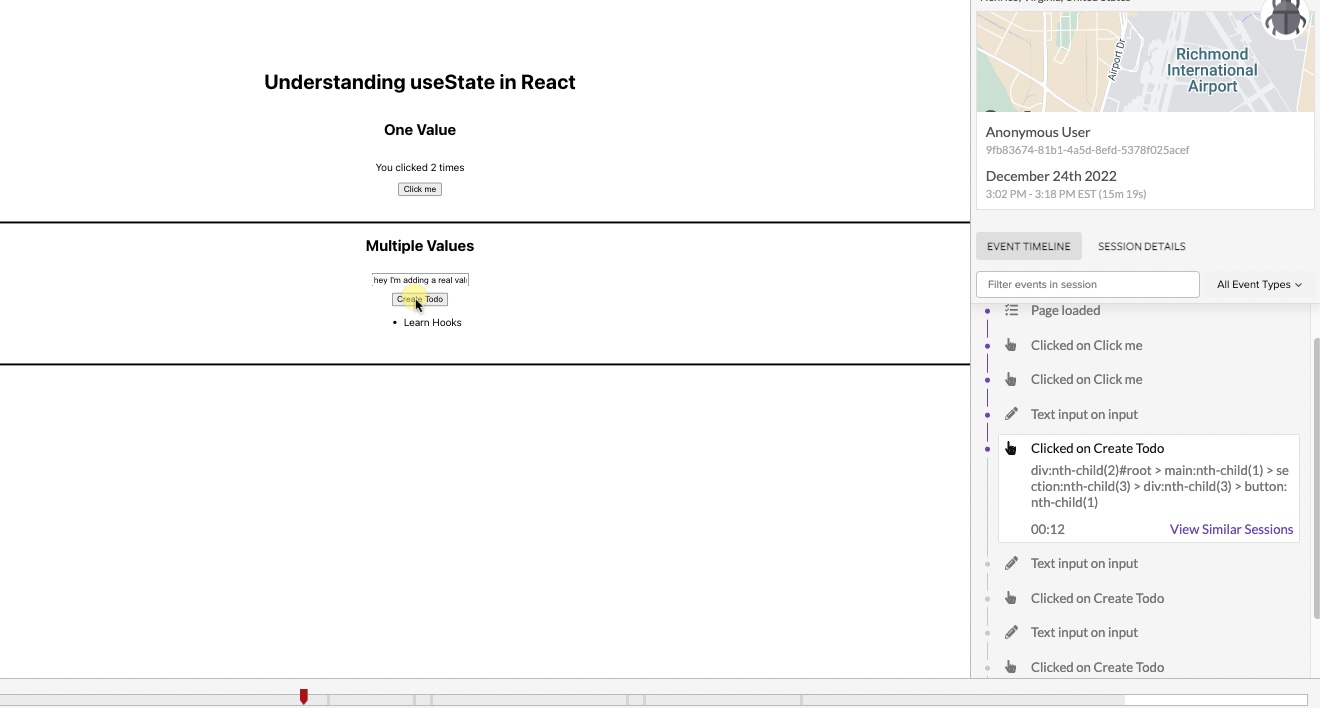 Understanding useState in React
One Value
You clicked 2 times
Click me
Multiple Values
hey I'm adding a real val
Create Todo
• Learn Hooks
Airport Dr
Richmond
International
Airport
Anonymous User
9fb83674-81b1-4a5d-8efd-5378f025acef
December 24th 2022
3:02 PM - 3:18 PM EST (15m 19s)
EVENT TIMELINE
SESSION DETAILS
Filter events in session
All Event Types
Page loaded
Clicked on Click me
Clicked on Click me
Text input on input
Clicked on Create Todo
div:nth-child(2)#root > main:nth-child(1) > se
ction:nth-child(3) > div:nth-child(3) > button:
nth-child(1)
00:12
View Similar Sessions
Text input on input
Clicked on Create Todo
Text input on input
Clicked on Create Todo